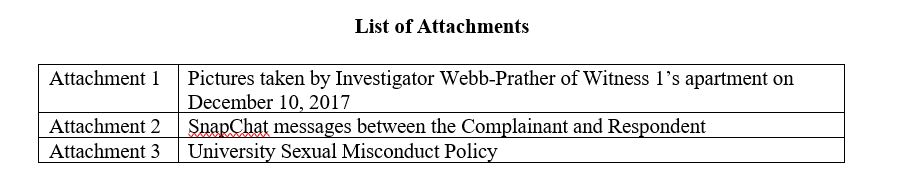 List of Attachments
Attachment 1 Pictures taken by Investigator Webb-Prather of Witness 1’s apartment on
December 10, 2017
Attachment 2 SnapChat messages between the Complainant and Respondent
Attachment 3 University Sexual Misconduct Policy